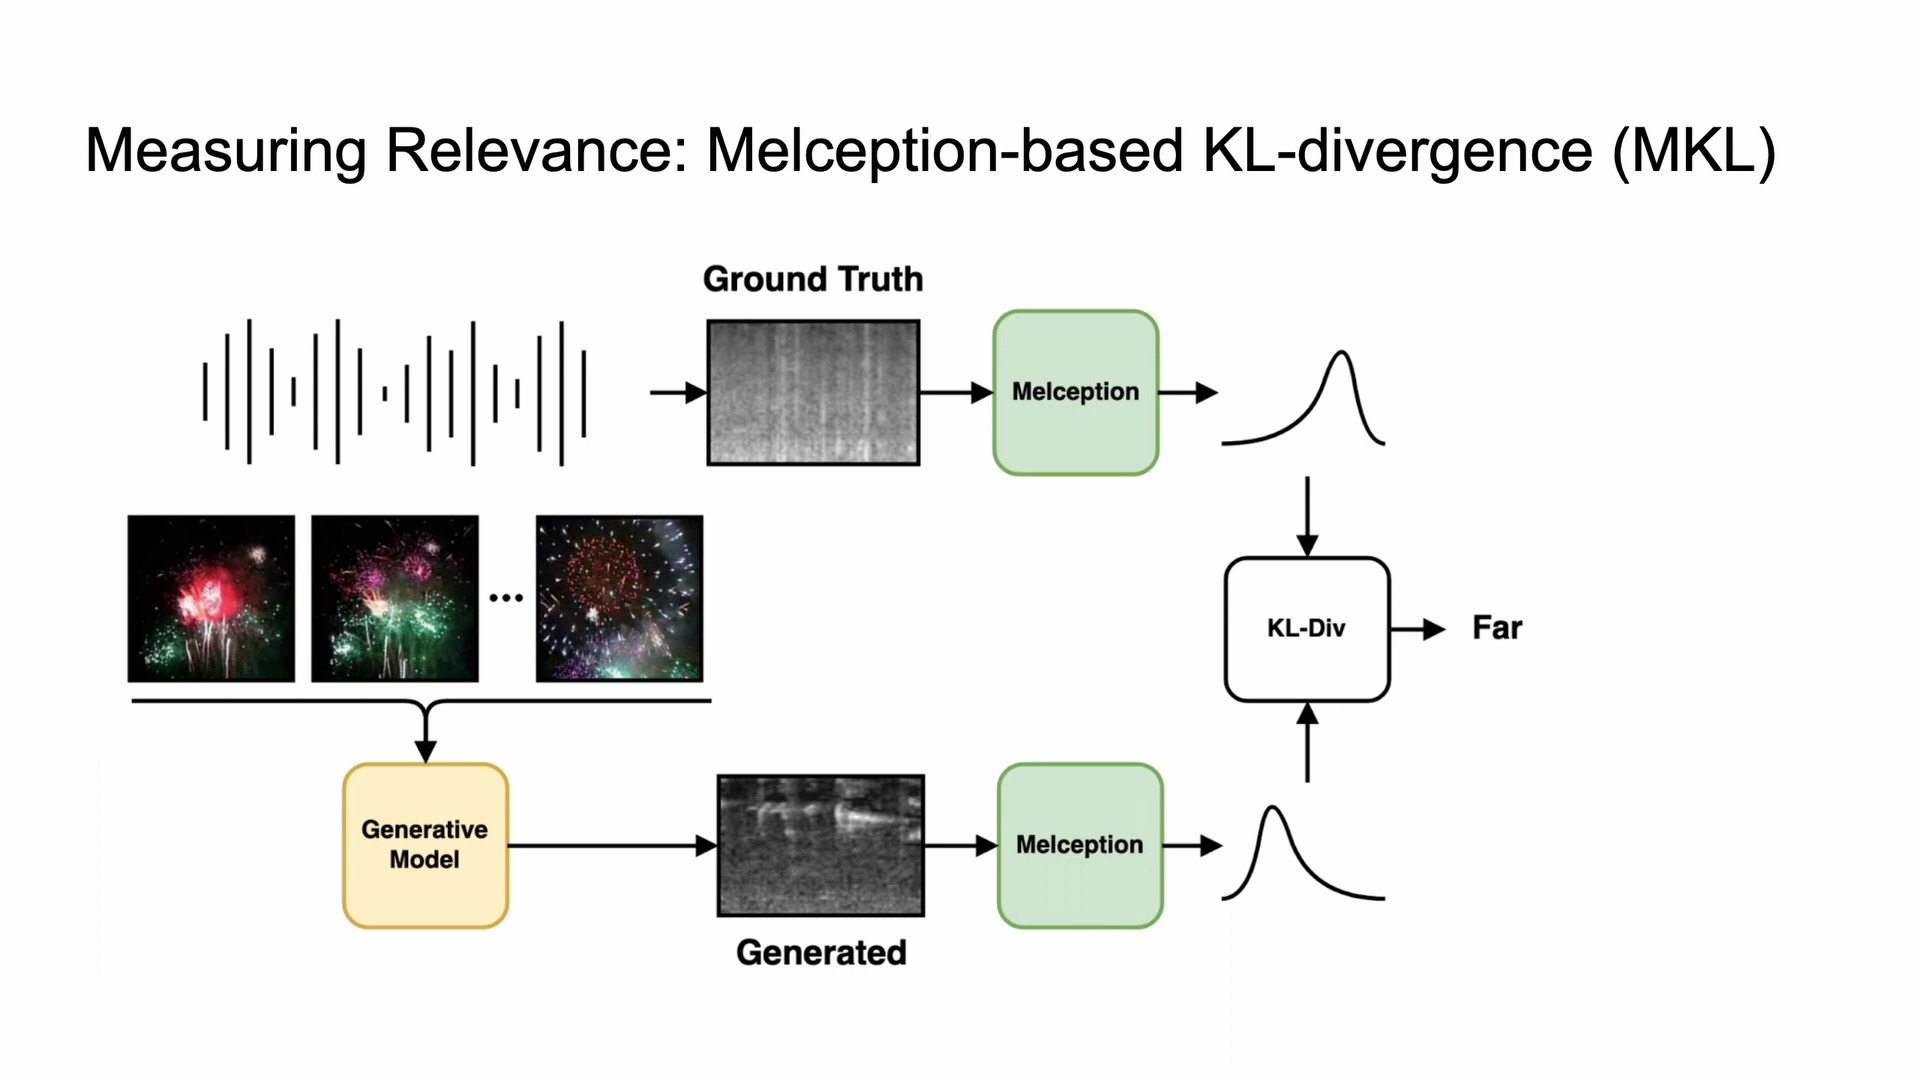 Measuring Relevance: Melception-based KL-divergence (MKL)
Ground Truth
Melception
...
KL-Div
Far
Generative
Model
Melception
Generated